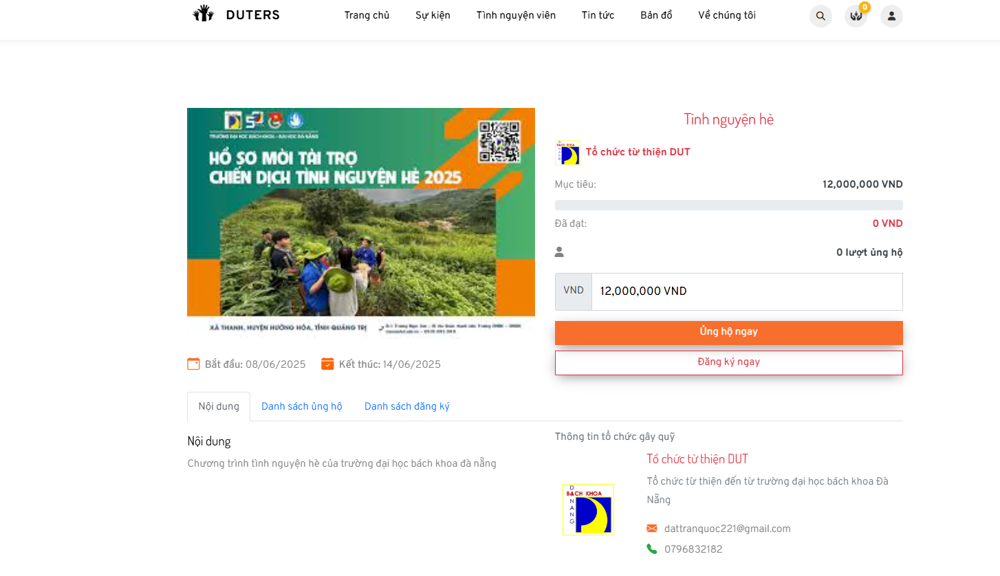 DUTERS
Trang chủ
Sự kiện
Tình nguyện viên
Tin tức
Bản đồ
Về chúng tôi
0
TRƯỜNG ĐẠI HỌC BÁCH KHOA - ĐẠI HỌC ĐÀ NẴNG
HỒ SƠ MỜI TÀI TRỢ
CHIẾN DỊCH TÌNH NGUYỆN HÈ 2025
XÃ THANH, HUYỆN HƯỚNG HÓA, TỈNH QUẢNG TRỊ
Bắt đầu: 08/06/2025
Kết thúc: 14/06/2025
Tình nguyện hè
DANANG
BÁCH KHOA
Tổ chức từ thiện DUT
Mục tiêu:
12,000,000 VND
Đã đạt:
0 VND
0 lượt ủng hộ
VND
12,000,000 VND
Ủng hộ ngay
Đăng ký ngay
Nội dung
Danh sách ủng hộ
Danh sách đăng ký
Nội dung
Chương trình tình nguyện hè của trường đại học bách khoa đà nẵng
Thông tin tổ chức gây quỹ
DANANG
BÁCH KHOA
Tổ chức từ thiện DUT
Tổ chức từ thiện đến từ trường đại học bách khoa Đà
Nẵng
dattranquoc221@gmail.com
0796832182